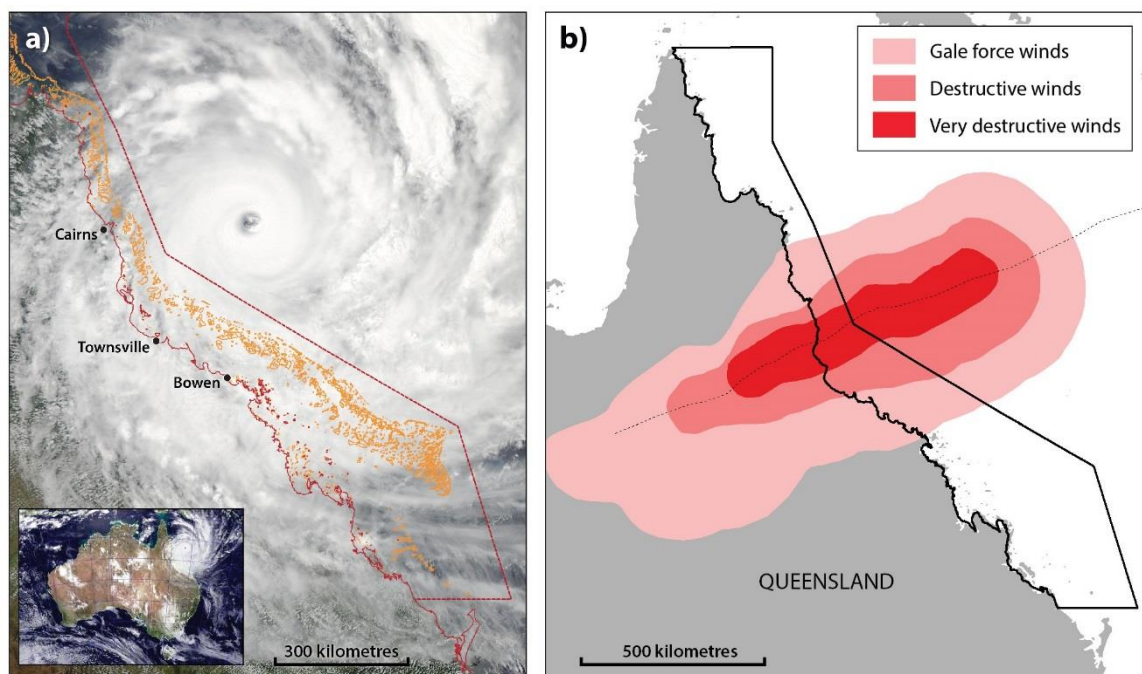 a)
Cairns
Townsville
Bowen
300 kilometres
b)
Gale force winds
Destructive winds
Very destructive winds
QUEENSLAND
500 kilometres